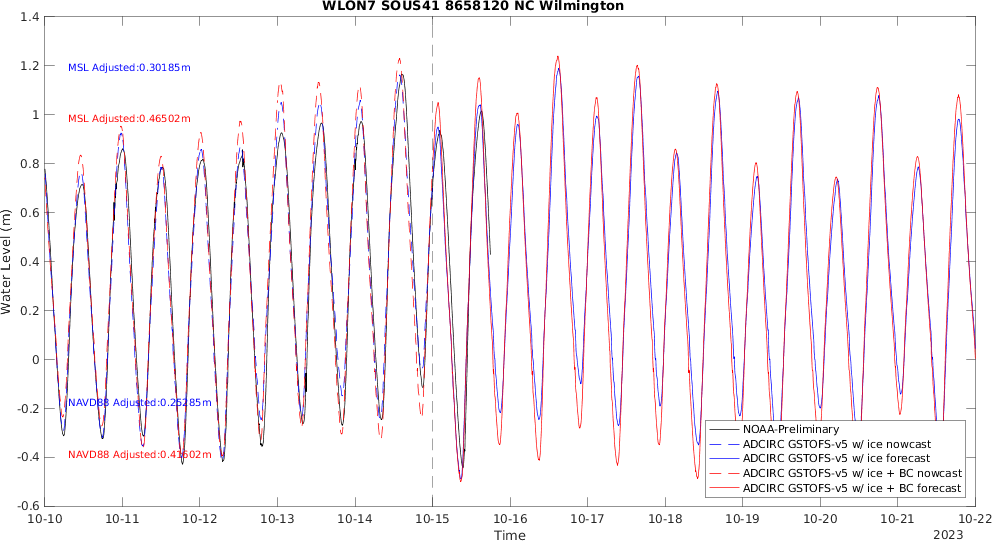 WLON7 SOUS41 8658120 NC Wilmington
1.4
1.2
1
0.8
0.6
0.4
0.2
0
-0.2
-0.4
-0.6
Water Level (m)
MSL Adjusted:0.30185m
MSL Adjusted:0.46502m
NAVD88 Adjusted:0.25285m
NAVD88 Adjusted:0.41602m
NOAA-Preliminary
ADCIRC GSTOFS-v5 w/ ice nowcast
ADCIRC GSTOFS-v5 w/ ice forecast
ADCIRC GSTOFS-v5 w/ ice + BC nowcast
ADCIRC GSTOFS-v5 w/ ice + BC forecast
10-10 10-11 10-12 10-13 10-14 10-15 10-16 10-17 10-18 10-19 10-20 10-21 10-22
Time
2023